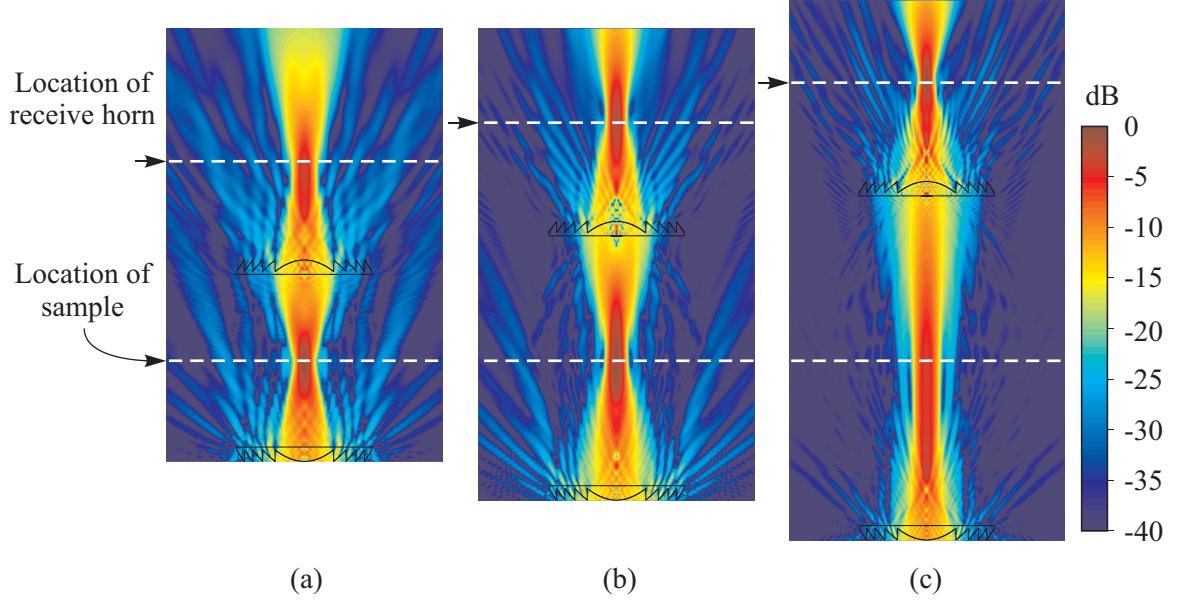 Location of
receive horn
Location of
sample
dB
0
-5
-10
-15
-20
-25
-30
-35
-40
(a)
(b)
(c)